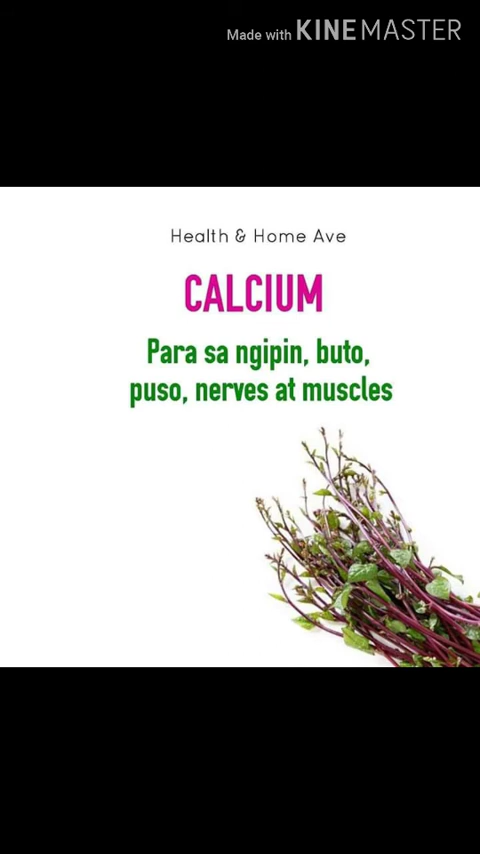 Made with KINEMASTER
Health & Home Ave
CALCIUM
Para sa ngipin, buto,
puso, nerves at muscles